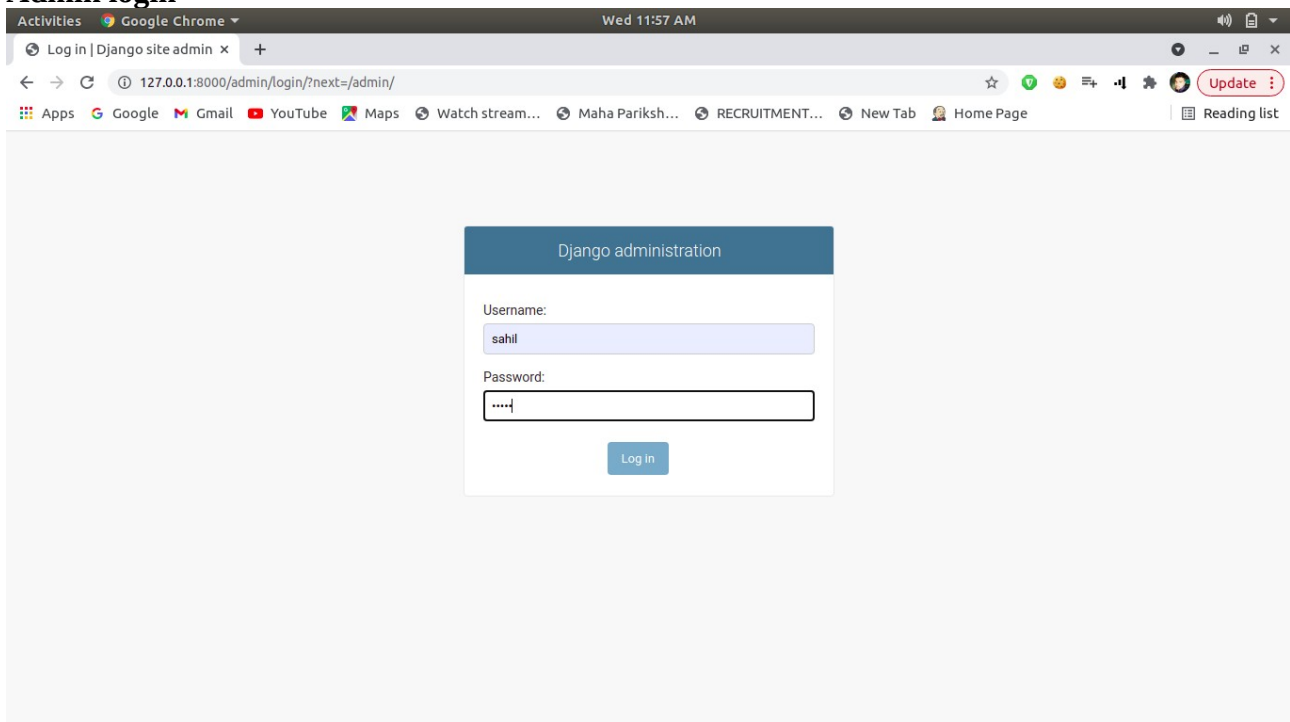 Admin login
Activities Google Chrome Wed 11:57 AM
Log in | Django site admin
127.0.0.1:8000/admin/login/?next=/admin/ Update
Apps Google Gmail YouTube Maps Watch stream... Maha Pariksh... RECRUITMENT... New Tab Home Page Reading list
Django administration
Username:
sahil
Password:
•••••
Log in